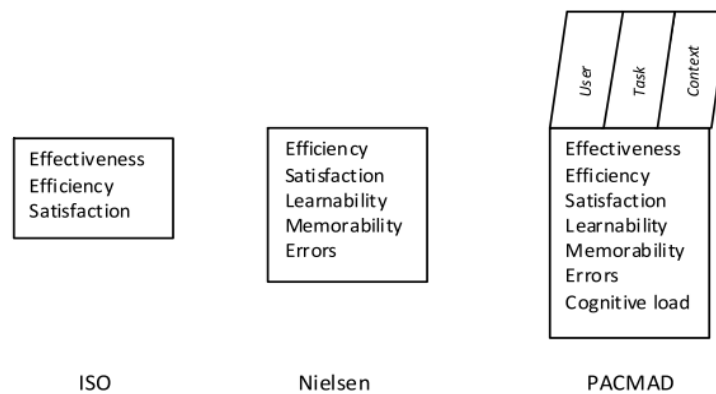 User
Task
Context
Effectiveness
Efficiency
Satisfaction
ISO
Efficiency
Satisfaction
Learnability
Memorability
Errors
Nielsen
Effectiveness
Efficiency
Satisfaction
Learnability
Memorability
Errors
Cognitive load
PACMAD